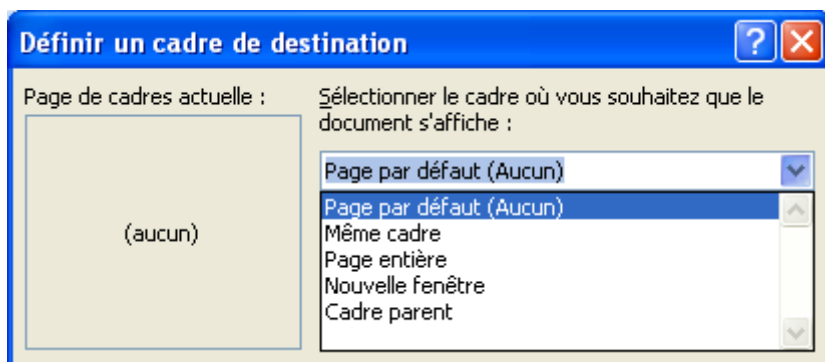 Définir un cadre de destination
Page de cadres actuelle :
(aucun)
Sélectionner le cadre où vous souhaitez que le
document s'affiche :
Page par défaut (Aucun)
Page par défaut (Aucun)
Même cadre
Page entière
Nouvelle fenêtre
Cadre parent